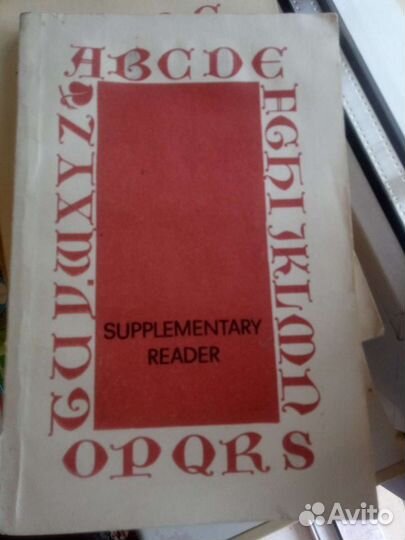 ABCDE
FGHIJKLMN
OPQRS
TUVWXYZ
SUPPLEMENTARY
READER
Avito